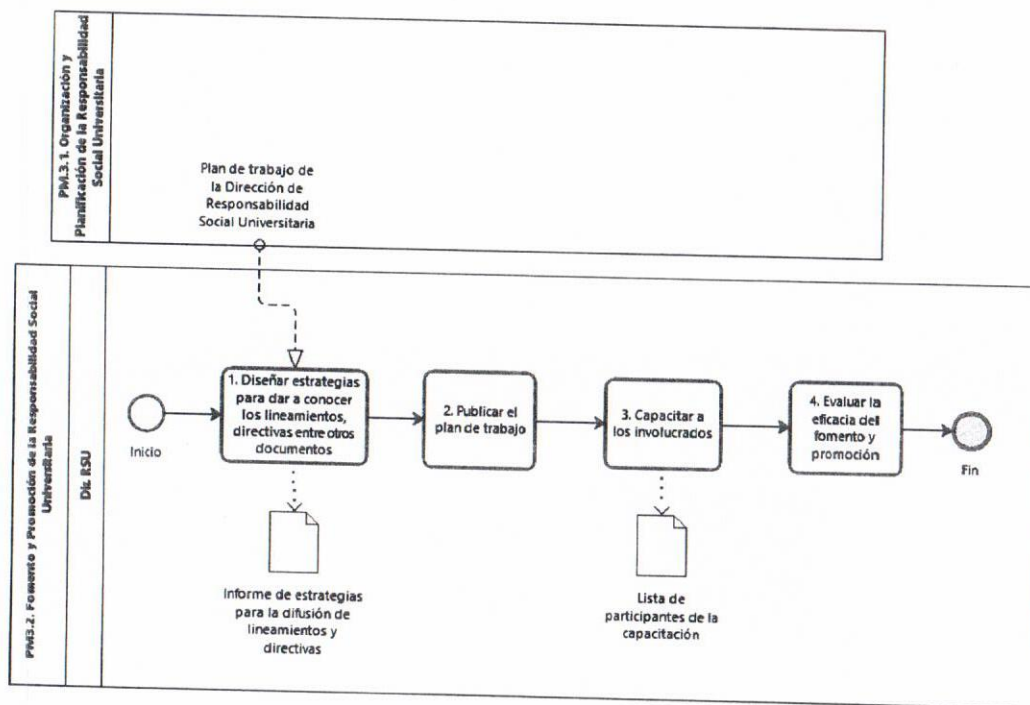 PM.3.1. Organización y
Planificación de la Responsabilidad
Social Universitaria
Plan de trabajo de
la Dirección de
Responsabilidad
Social Universitaria
PM3.2. Fomento y Promoción de la Responsabilidad Social
Universitaria
Dir. RSU
Inicio
1. Diseñar estrategias
para dar a conocer
los lineamientos,
directivas entre otros
documentos
2. Publicar el
plan de trabajo
3. Capacitar a
los involucrados
4. Evaluar la
eficacia del
fomento y
promoción
Fin
Informe de estrategias
para la difusión de
lineamientos y
directivas
Lista de
participantes de la
capacitación